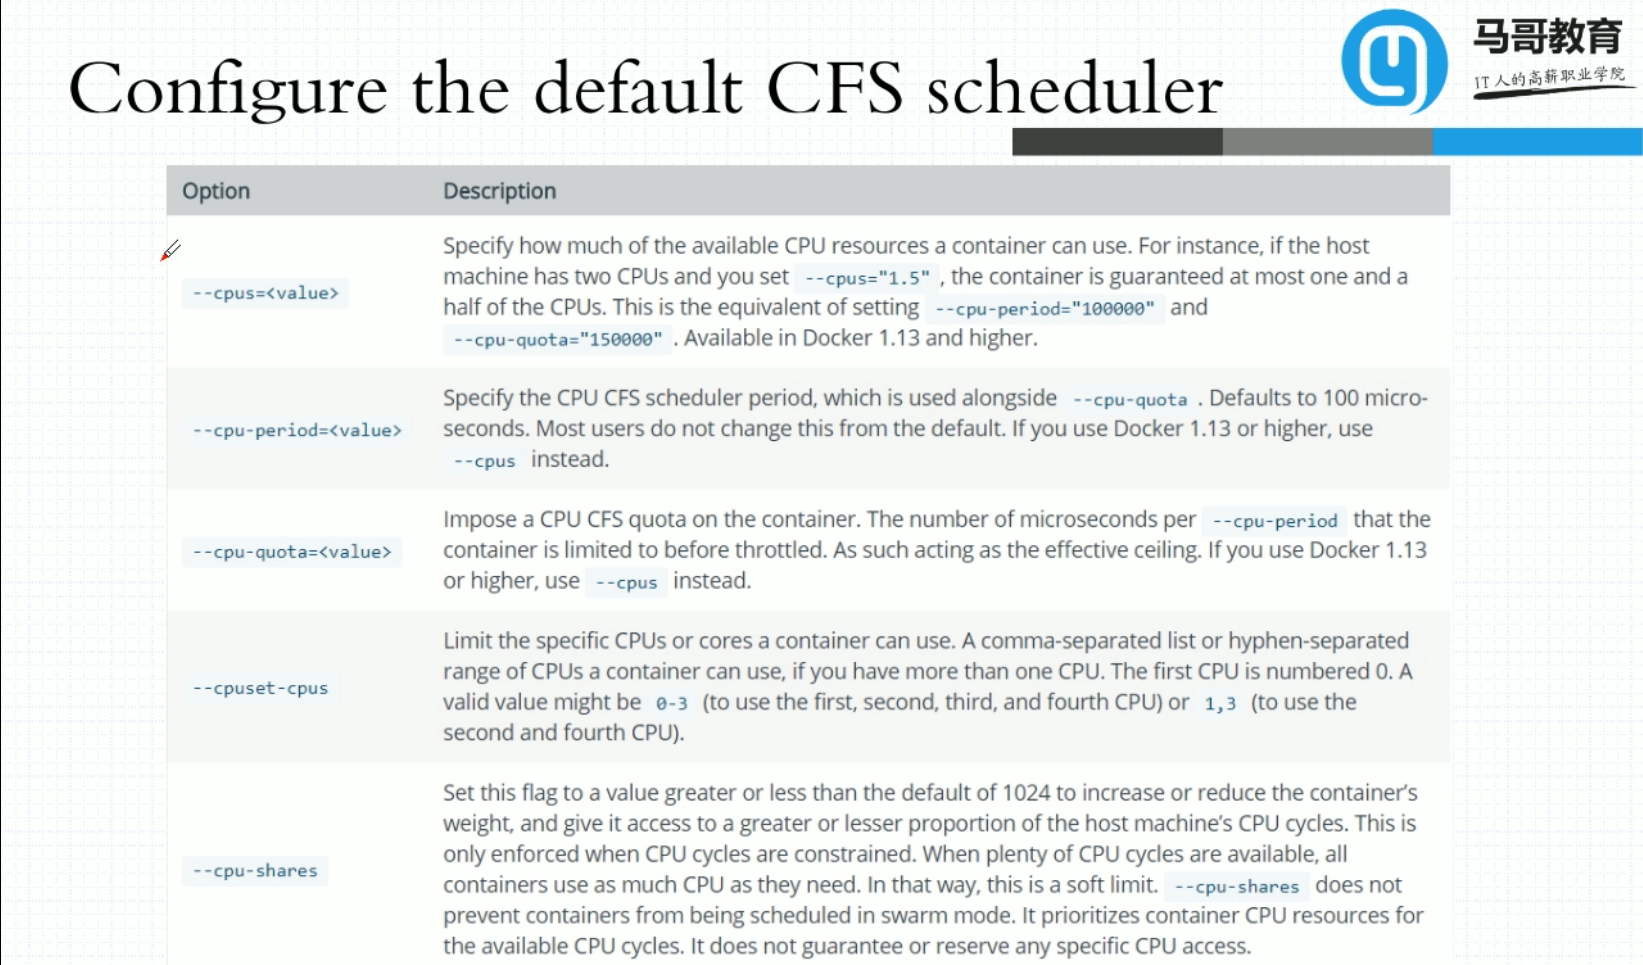 马哥教育
IT人的高薪职业学院
Configure the default CFS scheduler
Option Description
--cpus=<value>
Specify how much of the available CPU resources a container can use. For instance, if the host
machine has two CPUs and you set --cpus="1.5" , the container is guaranteed at most one and a
half of the CPUs. This is the equivalent of setting --cpu-period="100000" and
--cpu-quota="150000" . Available in Docker 1.13 and higher.
--cpu-period=<value>
Specify the CPU CFS scheduler period, which is used alongside --cpu-quota . Defaults to 100 micro-
seconds. Most users do not change this from the default. If you use Docker 1.13 or higher, use
--cpus instead.
--cpu-quota=<value>
Impose a CPU CFS quota on the container. The number of microseconds per --cpu-period that the
container is limited to before throttled. As such acting as the effective ceiling. If you use Docker 1.13
or higher, use --cpus instead.
--cpuset-cpus
Limit the specific CPUs or cores a container can use. A comma-separated list or hyphen-separated
range of CPUs a container can use, if you have more than one CPU. The first CPU is numbered 0. A
valid value might be 0-3 (to use the first, second, third, and fourth CPU) or 1,3 (to use the
second and fourth CPU).
--cpu-shares
Set this flag to a value greater or less than the default of 1024 to increase or reduce the container’s
weight, and give it access to a greater or lesser proportion of the host machine’s CPU cycles. This is
only enforced when CPU cycles are constrained. When plenty of CPU cycles are available, all
containers use as much CPU as they need. In that way, this is a soft limit. --cpu-shares does not
prevent containers from being scheduled in swarm mode. It prioritizes container CPU resources for
the available CPU cycles. It does not guarantee or reserve any specific CPU access.